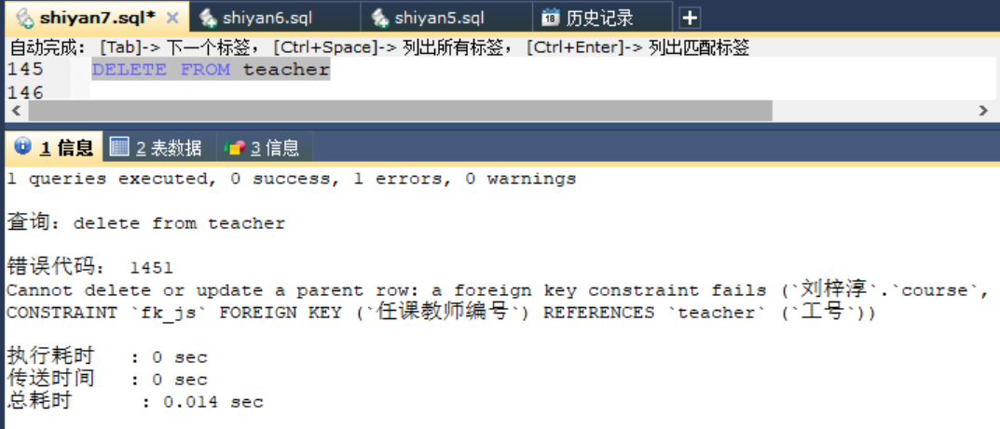 shiyan7.sql* × shiyan6.sql shiyan5.sql 18 历史记录 +
自动完成: [Tab]-> 下一个标签, [Ctrl+Space]-> 列出所有标签, [Ctrl+Enter]-> 列出匹配标签
145 DELETE FROM teacher
146
1 信息 2 表数据 3 信息
1 queries executed, 0 success, 1 errors, 0 warnings
查询: delete from teacher
错误代码: 1451
Cannot delete or update a parent row: a foreign key constraint fails (`刘梓淳`.`course`,
CONSTRAINT `fk_js` FOREIGN KEY (`任课教师编号`) REFERENCES `teacher` (`工号`))
执行耗时 : 0 sec
传送时间 : 0 sec
总耗时 : 0.014 sec